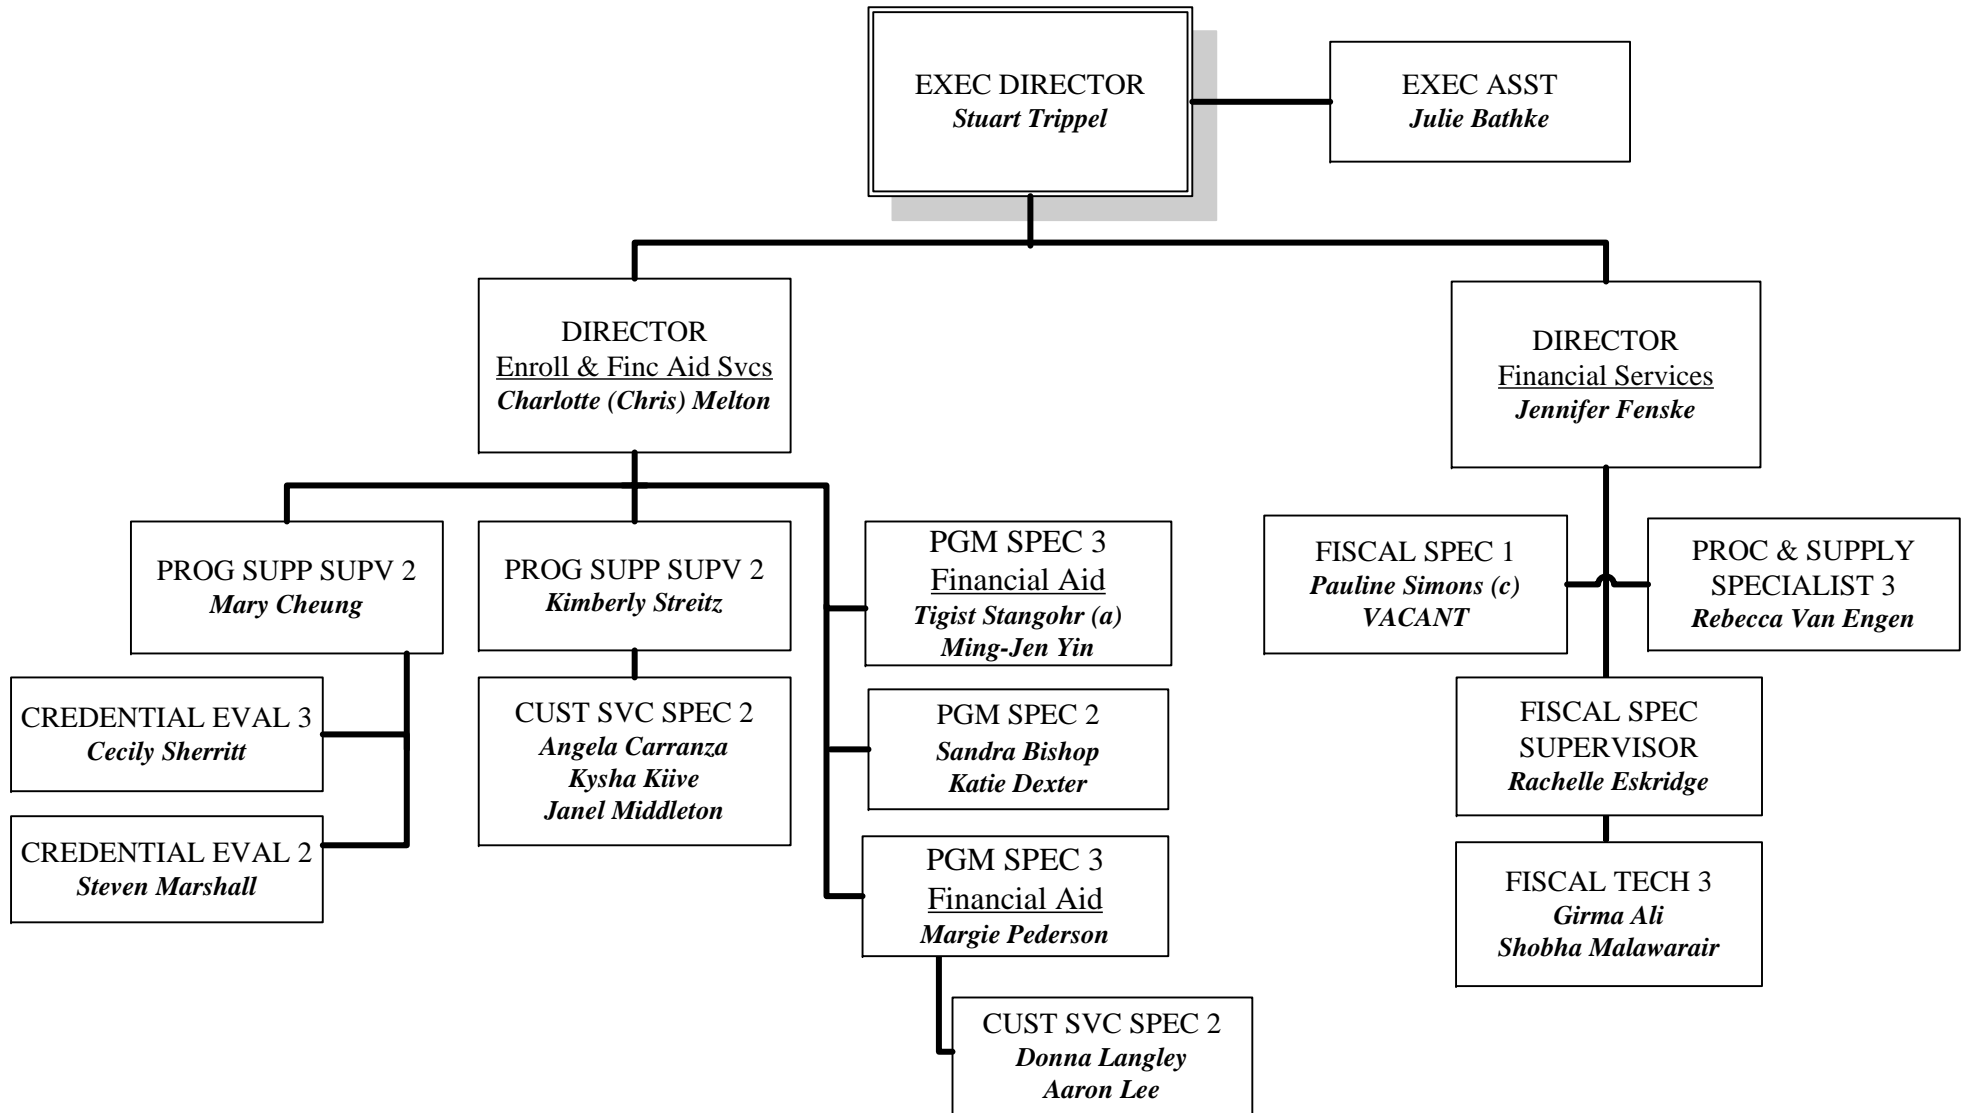 EXEC DIRECTOR
Stuart Trippel
EXEC ASST
Julie Bathke
DIRECTOR
Enroll & Finc Aid Svcs
Charlotte (Chris) Melton
DIRECTOR
Financial Services
Jennifer Fenske
PROG SUPP SUPV 2
Mary Cheung
PROG SUPP SUPV 2
Kimberly Streitz
PGM SPEC 3
Financial Aid
Tigist Stangohr (a)
Ming-Jen Yin
FISCAL SPEC 1
Pauline Simons (c)
VACANT
PROC & SUPPLY
SPECIALIST 3
Rebecca Van Engen
CREDENTIAL EVAL 3
Cecily Sherritt
CUST SVC SPEC 2
Angela Carranza
Kysha Kiive
Janel Middleton
PGM SPEC 2
Sandra Bishop
Katie Dexter
FISCAL SPEC
SUPERVISOR
Rachelle Eskridge
CREDENTIAL EVAL 2
Steven Marshall
PGM SPEC 3
Financial Aid
Margie Pederson
FISCAL TECH 3
Girma Ali
Shobha Malawarair
CUST SVC SPEC 2
Donna Langley
Aaron Lee